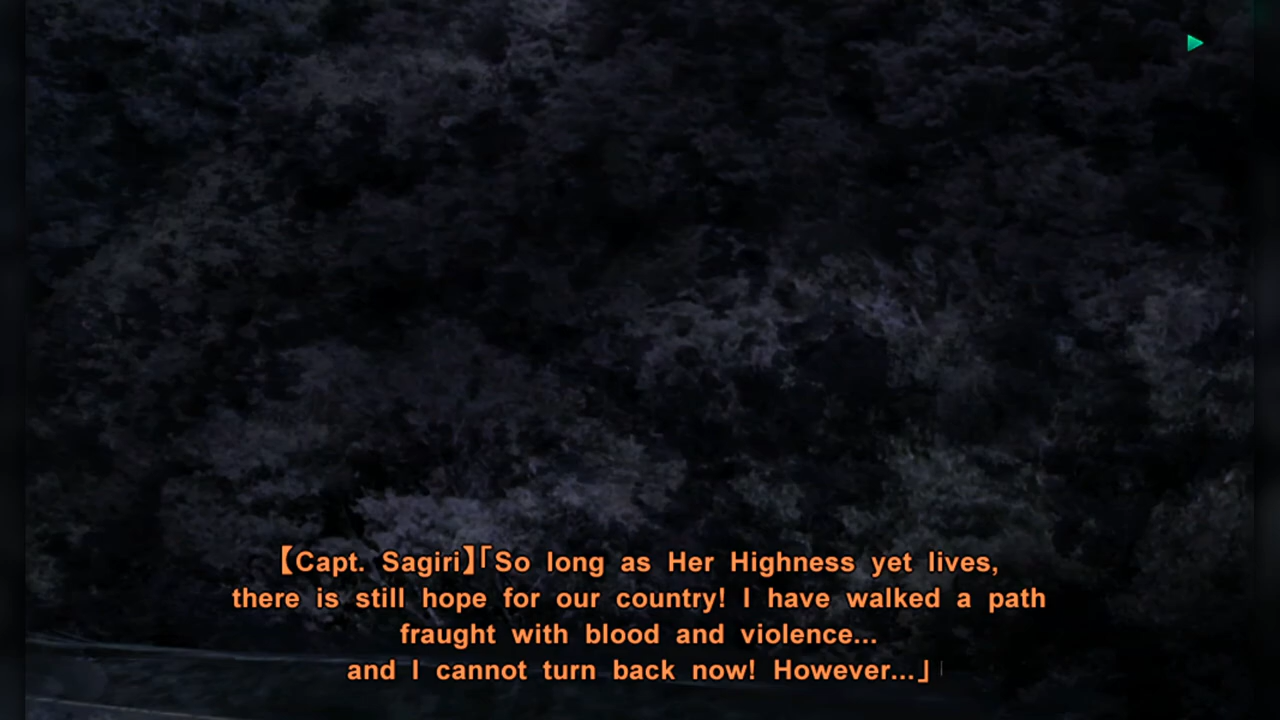 【Capt. Sagiri】「So long as Her Highness yet lives,
there is still hope for our country! I have walked a path
fraught with blood and violence...
and I cannot turn back now! However...」